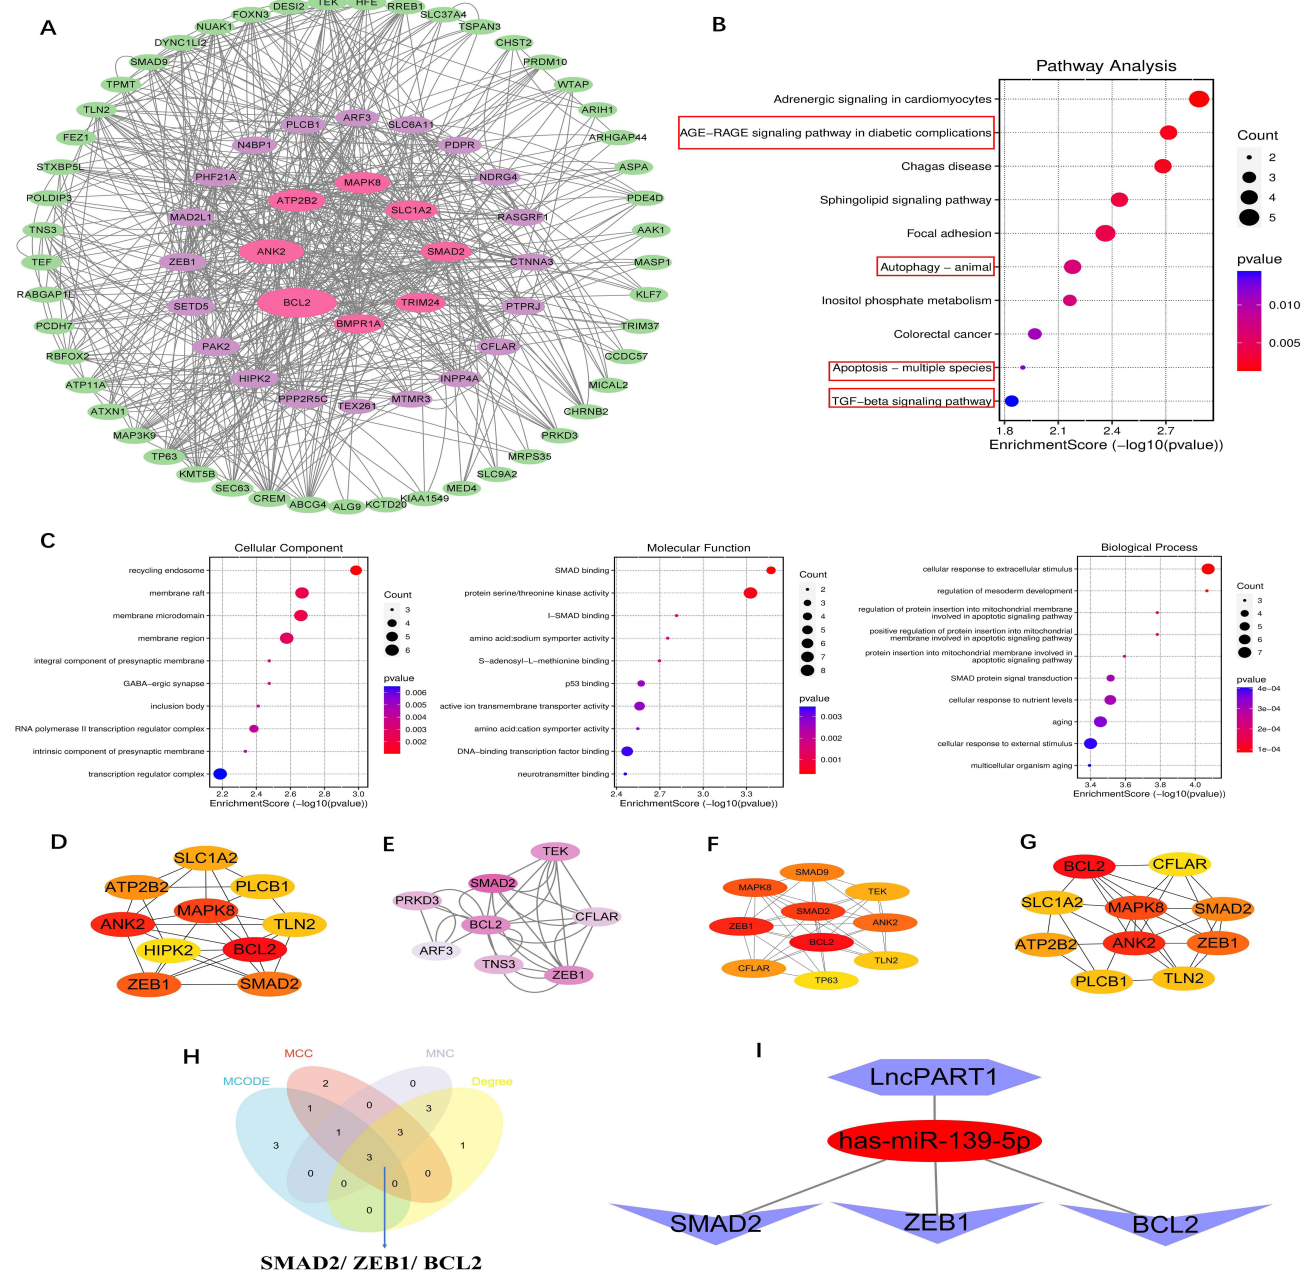 A
DESI2
TEK
HFE
RREB1
FOXN3
SLC37A4
NUAK1
TSPAN3
DYNC1LI2
CHST2
SMAD9
PRDM10
TPMT
WTAP
TLN2
ARIH1
FEZ1
ARHGAP44
STXBP5L
ASPA
POLDIP3
PDE4D
TNS3
AAK1
TEF
MASP1
RABGAP1L
KLF7
PCDH7
TRIM37
RBFOX2
CCDC57
ATP11A
MICAL2
ATXN1
CHRNB2
MAP3K9
PRKD3
TP63
MRPS35
KMT5B
SLC9A2
SEC63
MED4
CREM
KIAA1549
ABCG4
ALG9
KCTD20
PLCB1
ARF3
SLC6A11
N4BP1
PDPR
PHF21A
NDRG4
MAD2L1
RASGRF1
ZEB1
CTNNA3
SETD5
PTPRJ
PAK2
CFLAR
HIPK2
INPP4A
PPP2R5C
TEX261
MTMR3
MAPK8
ATP2B2
SLC1A2
ANK2
SMAD2
BCL2
TRIM24
BMPR1A
B
Pathway Analysis
Adrenergic signaling in cardiomyocytes
AGE−RAGE signaling pathway in diabetic complications
Chagas disease
Sphingolipid signaling pathway
Focal adhesion
Autophagy − animal
Inositol phosphate metabolism
Colorectal cancer
Apoptosis − multiple species
TGF−beta signaling pathway
1.8 2.1 2.4 2.7
EnrichmentScore (−log10(pvalue))
Count
2
3
4
5
pvalue
0.010
0.005
C
Cellular Component
recycling endosome
membrane raft
membrane microdomain
membrane region
integral component of presynaptic membrane
GABA−ergic synapse
inclusion body
RNA polymerase II transcription regulator complex
intrinsic component of presynaptic membrane
transcription regulator complex
2.2 2.4 2.6 2.8 3.0
EnrichmentScore (−log10(pvalue))
Count
3
4
5
6
pvalue
0.006
0.005
0.004
0.003
0.002
Molecular Function
SMAD binding
protein serine/threonine kinase activity
I−SMAD binding
amino acid:sodium symporter activity
S−adenosyl−L−methionine binding
p53 binding
active ion transmembrane transporter activity
amino acid:cation symporter activity
DNA−binding transcription factor binding
neurotransmitter binding
2.4 2.7 3.0 3.3
EnrichmentScore (−log10(pvalue))
Count
2
3
4
5
6
7
8
pvalue
0.003
0.002
0.001
Biological Process
cellular response to extracellular stimulus
regulation of mesoderm development
regulation of protein insertion into mitochondrial membrane
involved in apoptotic signaling pathway
positive regulation of protein insertion into mitochondrial
membrane involved in apoptotic signaling pathway
protein insertion into mitochondrial membrane involved in
apoptotic signaling pathway
SMAD protein signal transduction
cellular response to nutrient levels
aging
cellular response to external stimulus
multicellular organism aging
3.4 3.6 3.8 4.0
EnrichmentScore (−log10(pvalue))
Count
3
4
5
6
7
pvalue
4e−04
3e−04
2e−04
1e−04
D
SLC1A2
ATP2B2
PLCB1
MAPK8
ANK2
TLN2
HIPK2
BCL2
ZEB1
SMAD2
E
TEK
SMAD2
PRKD3
BCL2
CFLAR
ARF3
TNS3
ZEB1
F
SMAD9
MAPK8
TEK
SMAD2
ZEB1
ANK2
BCL2
CFLAR
TLN2
TP63
G
BCL2
CFLAR
SLC1A2
MAPK8
SMAD2
ATP2B2
ANK2
ZEB1
PLCB1
TLN2
H
MCODE
MCC
MNC
Degree
2
0
1
0
3
3
1
3
1
3
0
0
0
0
0
SMAD2/ ZEB1/ BCL2
I
LncPART1
has-miR-139-5p
SMAD2
ZEB1
BCL2